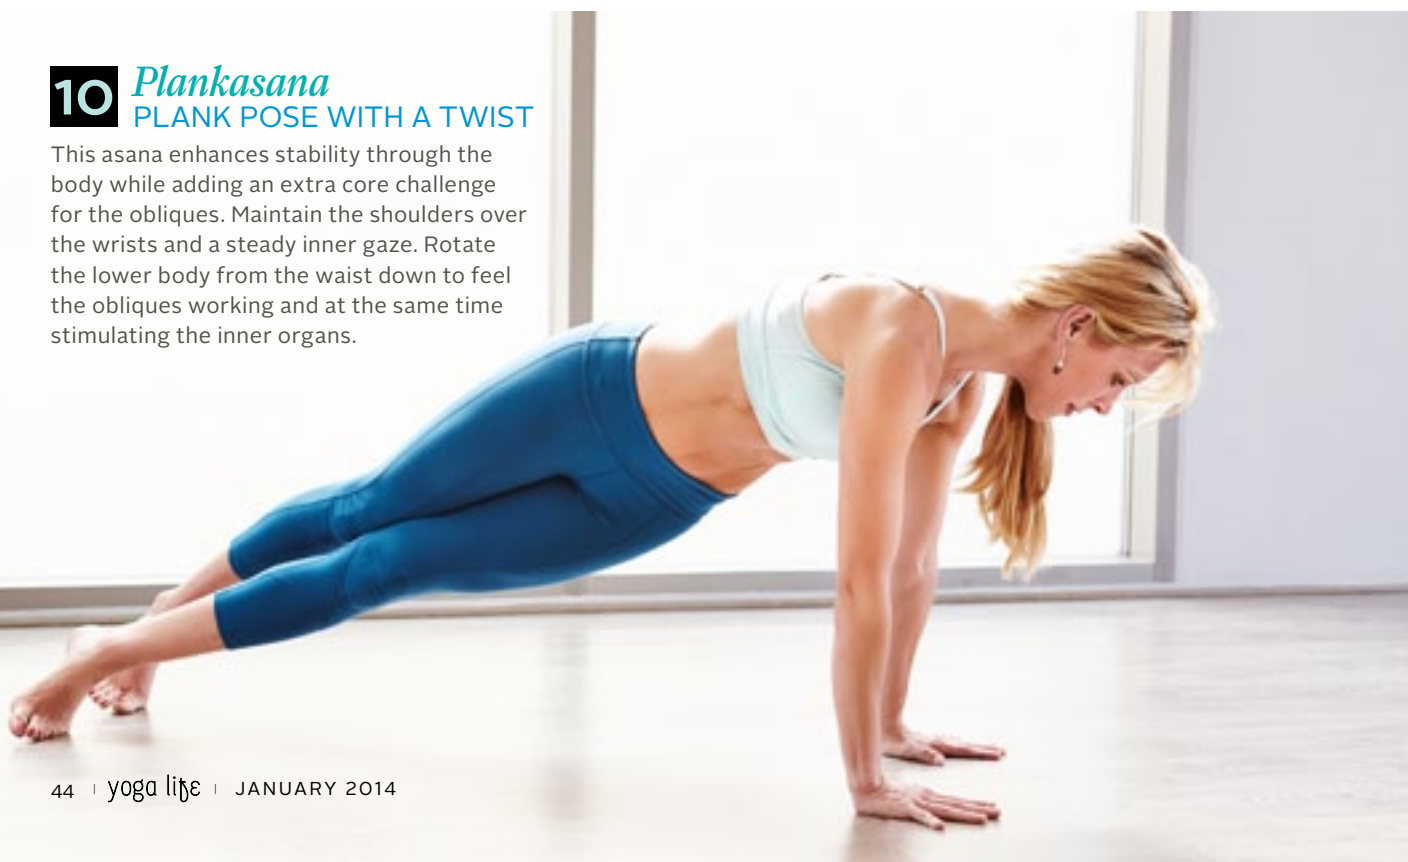 10 Plankasana
PLANK POSE WITH A TWIST
This asana enhances stability through the
body while adding an extra core challenge
for the obliques. Maintain the shoulders over
the wrists and a steady inner gaze. Rotate
the lower body from the waist down to feel
the obliques working and at the same time
stimulating the inner organs.
44 | yoga life | JANUARY 2014